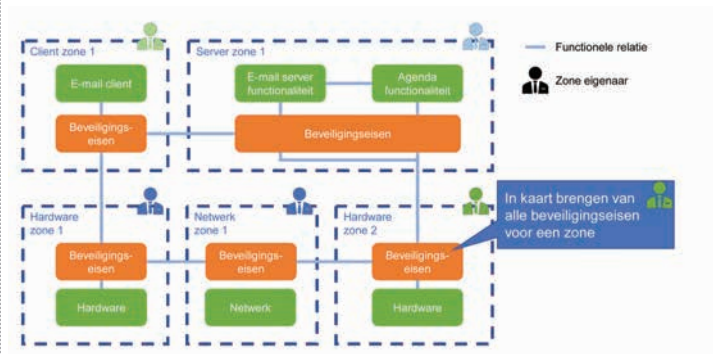 Client zone 1
Server zone 1
E-mail client
E-mail server
functionaliteit
Agenda
functionaliteit
Beveiligings-
eisen
Beveiligingseisen
Functionele relatie
Zone eigenaar
Hardware
zone 1
Netwerk
zone 1
Hardware
zone 2
In kaart brengen van
alle beveiligingseisen
voor een zone
Beveiligings-
eisen
Beveiligings-
eisen
Beveiligings-
eisen
Hardware
Netwerk
Hardware